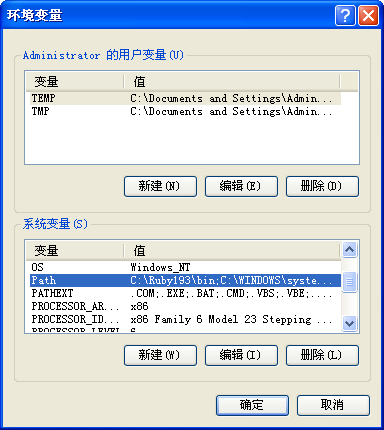 环境变量
Administrator 的用户变量(U)
变量 值
TEMP C:\Documents and Settings\Admin...
TMP C:\Documents and Settings\Admin...
新建(N) 编辑(E) 删除(D)
系统变量(S)
变量 值
OS Windows_NT
Path C:\Ruby193\bin;C:\WINDOWS\syste...
PATHEXT .COM;.EXE;.BAT;.CMD;.VBS;.VBE;....
PROCESSOR_AR... x86
PROCESSOR_ID... x86 Family 6 Model 23 Stepping ...
PROCESSOR_LEVEL 6
新建(W) 编辑(I) 删除(L)
确定 取消